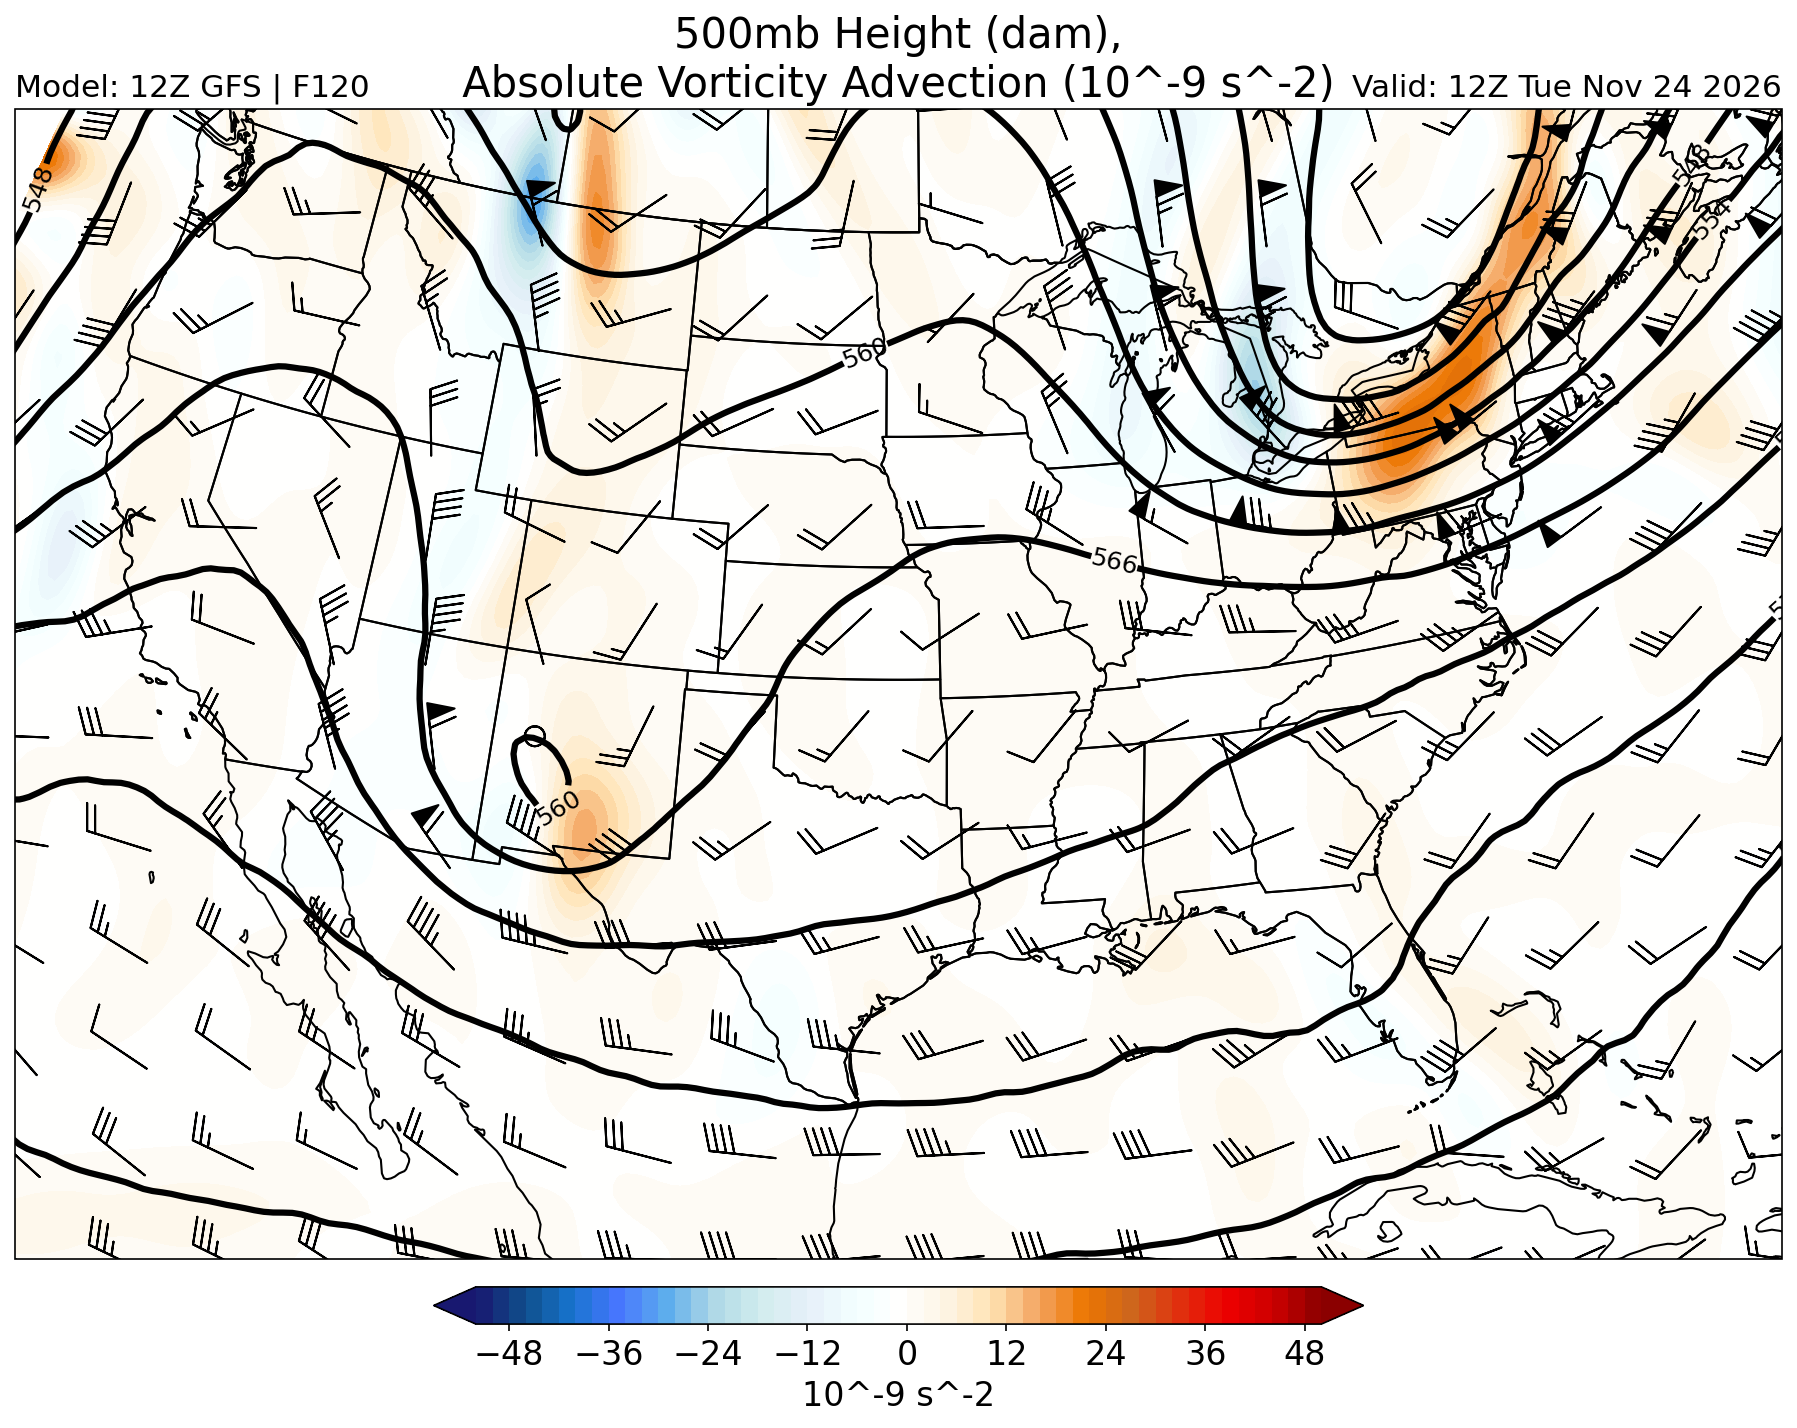 500mb Height (dam),
Model: 12Z GFS | F120
Absolute Vorticity Advection (10^-9 s^-2)
Valid: 12Z Tue Nov 24 2026
548
548
554
560
566
560
−48 −36 −24 −12 0 12 24 36 48
10^-9 s^-2